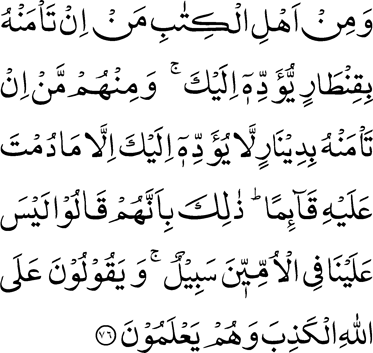 وَمِنْ اَهْلِ الْكِتٰبِ مَنْ اِنْ تَاْمَنْهُ
بِقِنْطَارٍ يُّؤَدِّهٖٓ اِلَيْكَ ۚ وَمِنْهُمْ مَّنْ اِنْ
تَاْمَنْهُ بِدِيْنَارٍ لَّا يُؤَدِّهٖٓ اِلَيْكَ اِلَّا مَا دُمْتَ
عَلَيْهِ قَآئِمًا ؕ ذٰلِكَ بِاَنَّهُمْ قَالُوْا لَيْسَ
عَلَيْنَا فِي الْاُمِّيّٖنَ سَبِيْلٌ ۚ وَيَقُوْلُوْنَ عَلَى
اللّٰهِ الْكَذِبَ وَهُمْ يَعْلَمُوْنَ ﴿۷۶﴾